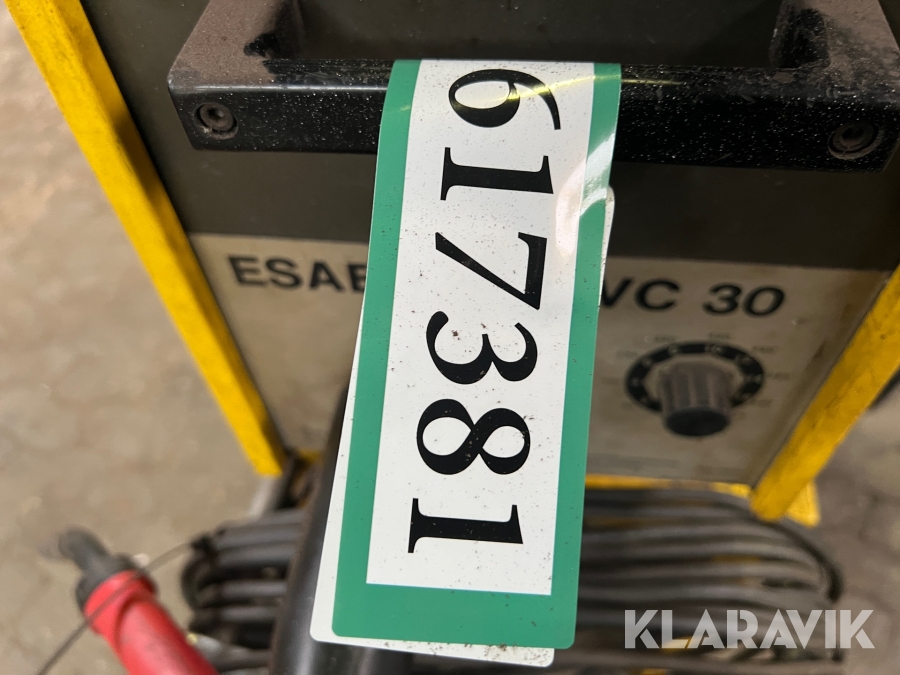 617381
ESAB
VC 30
KLARAVIK